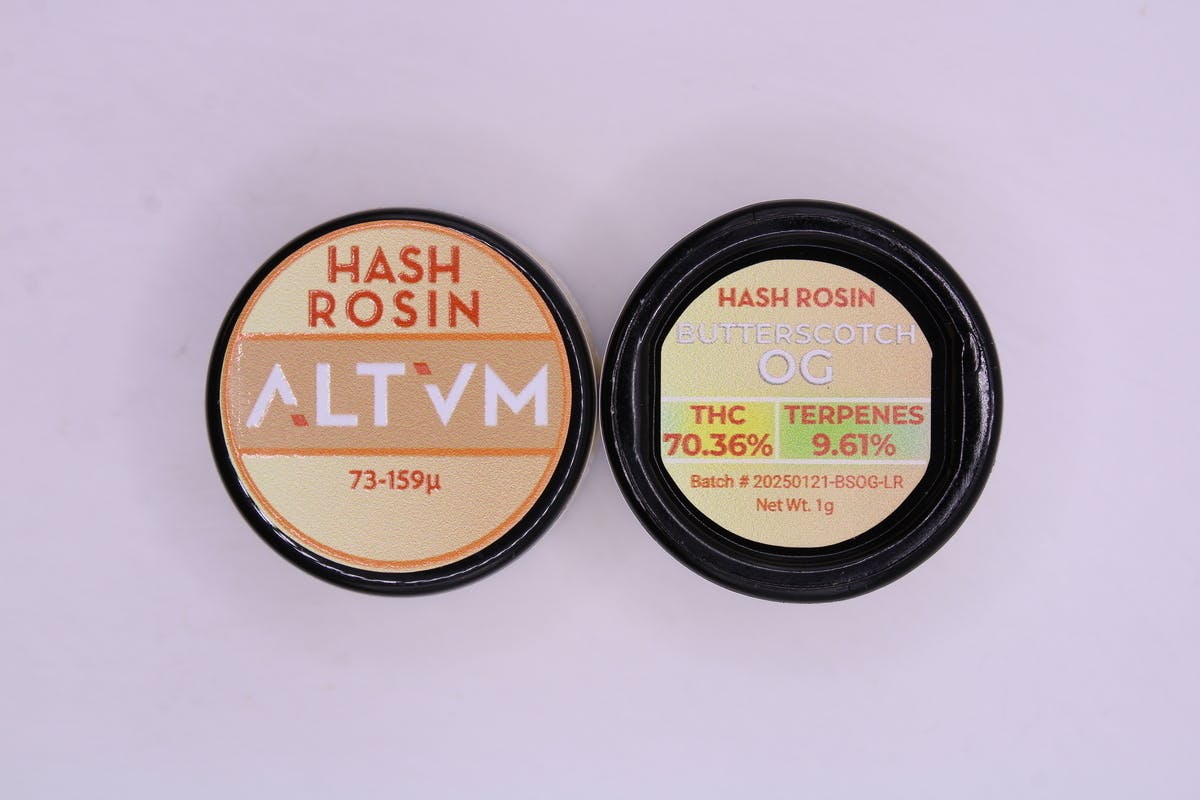 HASH
ROSIN
ALTVM
73-159µ
HASH ROSIN
BUTTERSCOTCH
OG
THC
70.36%
TERPENES
9.61%
Batch # 20250121-BSOG-LR
Net Wt. 1g